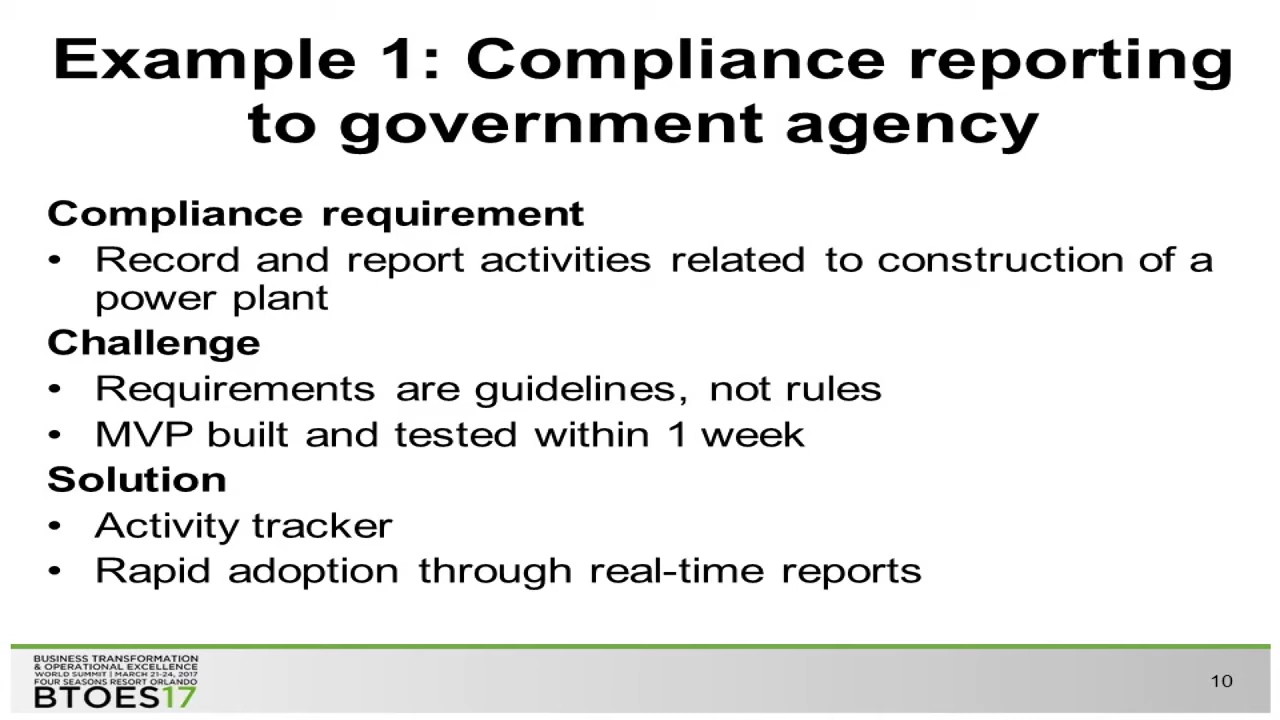 Example 1: Compliance reporting
to government agency
Compliance requirement
• Record and report activities related to construction of a
power plant
Challenge
• Requirements are guidelines, not rules
• MVP built and tested within 1 week
Solution
• Activity tracker
• Rapid adoption through real-time reports
BUSINESS TRANSFORMATION
& OPERATIONAL EXCELLENCE
WORLD SUMMIT | MARCH 21-24, 2017
FOUR SEASONS RESORT ORLANDO
BTOES17
10